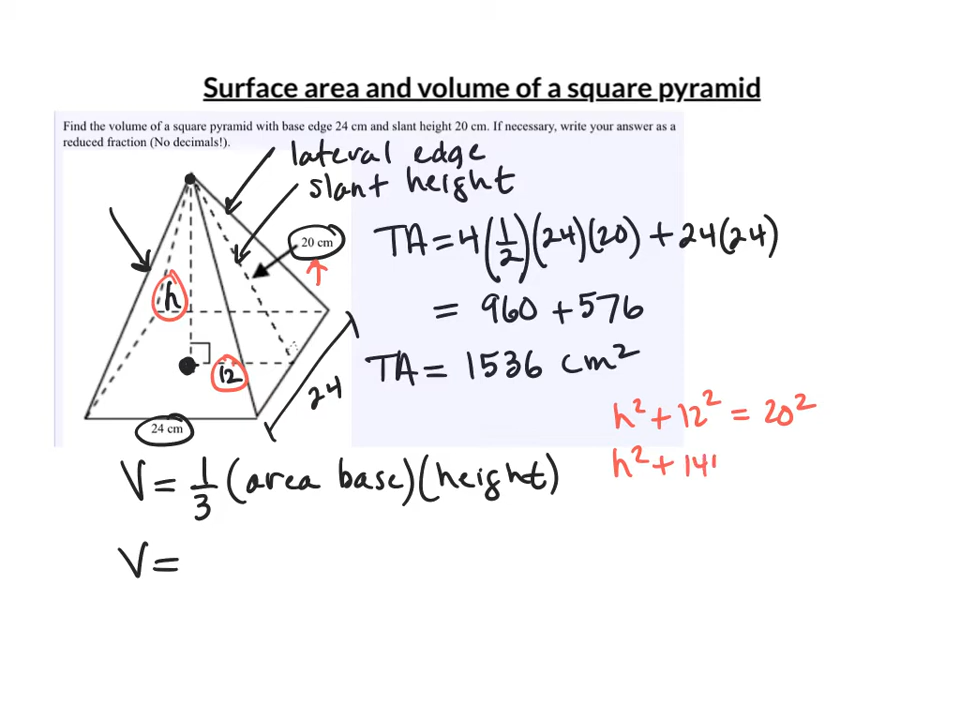 Surface area and volume of a square pyramid
Find the volume of a square pyramid with base edge 24 cm and slant height 20 cm. If necessary, write your answer as a
reduced fraction (No decimals!).
lateral edge
slant height
20 cm
TA = 4(1/2)(24)(20) + 24(24)
h
= 960 + 576
12
TA = 1536 cm²
24
24 cm
h² + 12² = 20²
h² + 141
V = 1/3 (area base)(height)
V =